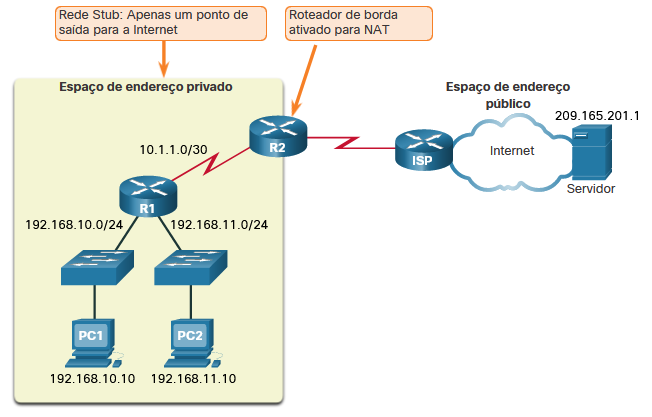 Rede Stub: Apenas um ponto de
saída para a Internet
Roteador de borda
ativado para NAT
Espaço de endereço privado
Espaço de endereço
público
209.165.201.1
R2
10.1.1.0/30
Internet
ISP
Servidor
R1
192.168.10.0/24
192.168.11.0/24
PC1
PC2
192.168.10.10
192.168.11.10